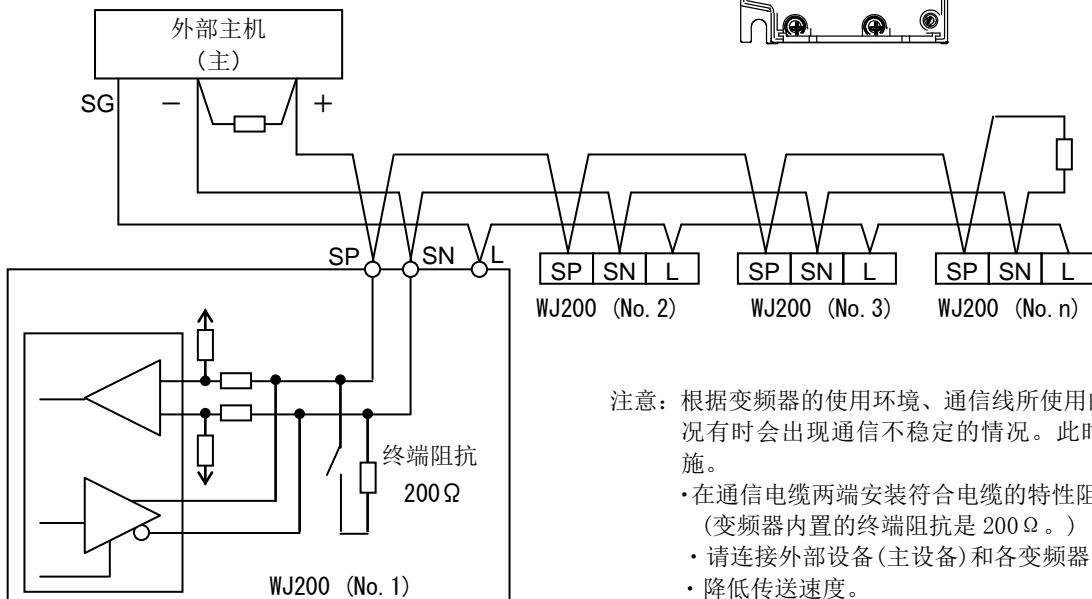 外部主机
(主)
SG
－
＋
SP
SN
L
SP SN L
SP SN L
SP SN L
WJ200 (No. 2)
WJ200 (No. 3)
WJ200 (No. n)
终端阻抗
200Ω
WJ200 (No. 1)
注意：根据变频器的使用环境、通信线所使用的
况有时会出现通信不稳定的情况。此时
施。
・在通信电缆两端安装符合电缆的特性阻
(变频器内置的终端阻抗是 200Ω。)
・请连接外部设备(主设备)和各变频器
・降低传送速度。